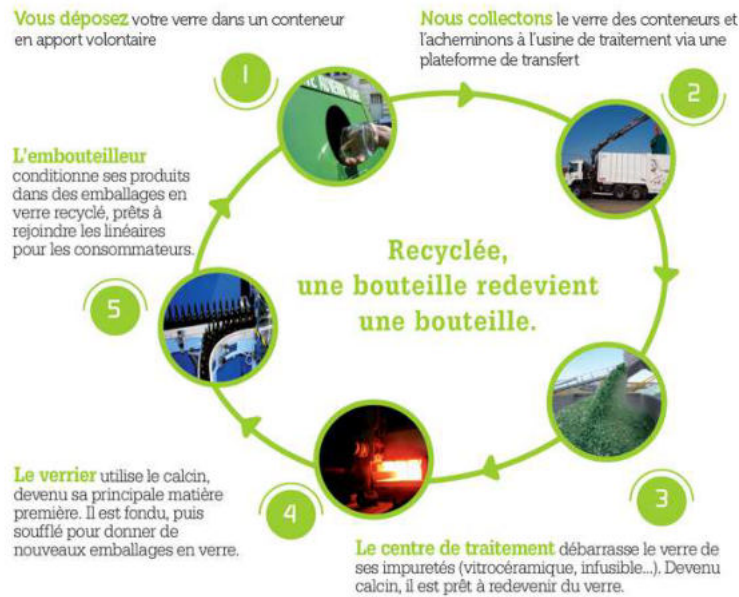 Vous déposez votre verre dans un conteneur
en apport volontaire
1
Nous collectons le verre des conteneurs et
l'acheminons à l'usine de traitement via une
plateforme de transfert
2
Le centre de traitement débarrasse le verre de
ses impuretés (vitrocéramique, infusible...). Devenu
calcin, il est prêt à redevenir du verre.
3
Le verrier utilise le calcin,
devenu sa principale matière
première. Il est fondu, puis
soufflé pour donner de
nouveaux emballages en verre.
4
L'embouteilleur
conditionne ses produits
dans des emballages en
verre recyclé, prêts à
rejoindre les linéaires
pour les consommateurs.
5
Recyclée,
une bouteille redevient
une bouteille.